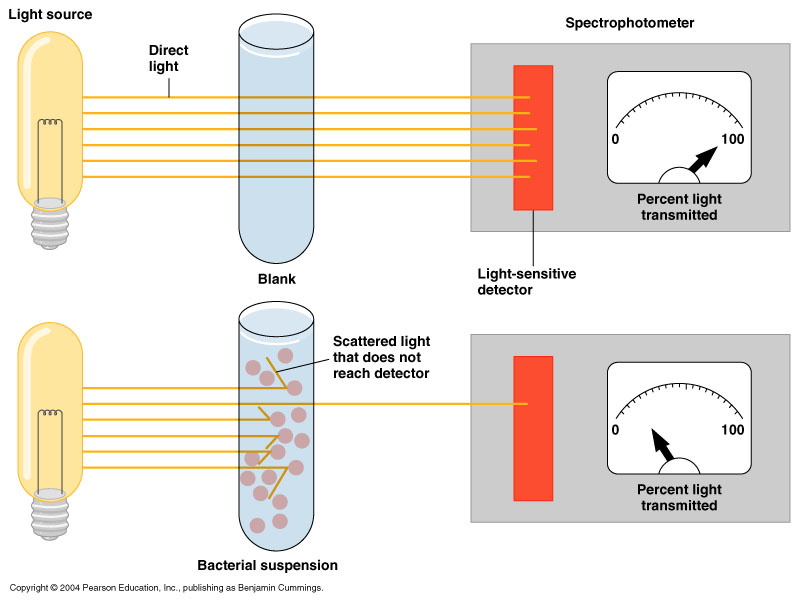 Light source
Spectrophotometer
Direct
light
0
100
Percent light
transmitted
Blank
Light-sensitive
detector
Scattered light
that does not
reach detector
0
100
Percent light
transmitted
Bacterial suspension
Copyright © 2004 Pearson Education, Inc., publishing as Benjamin Cummings.